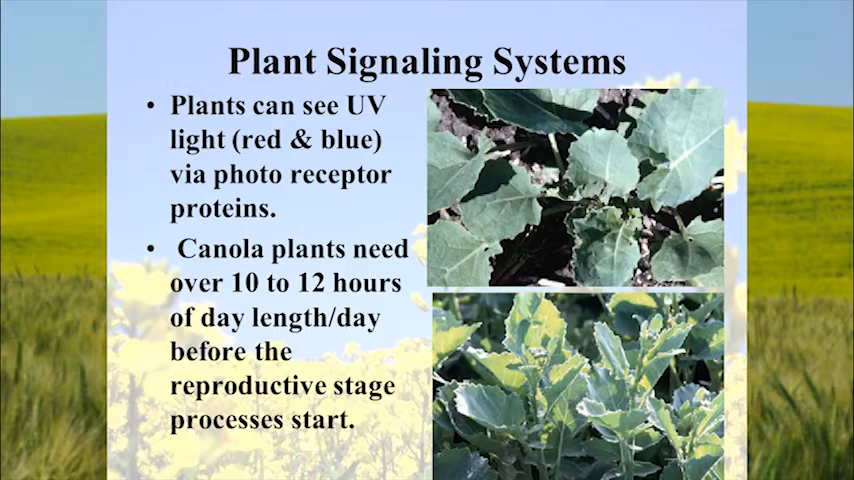 Plant Signaling Systems
• Plants can see UV
light (red & blue)
via photo receptor
proteins.
• Canola plants need
over 10 to 12 hours
of day length/day
before the
reproductive stage
processes start.